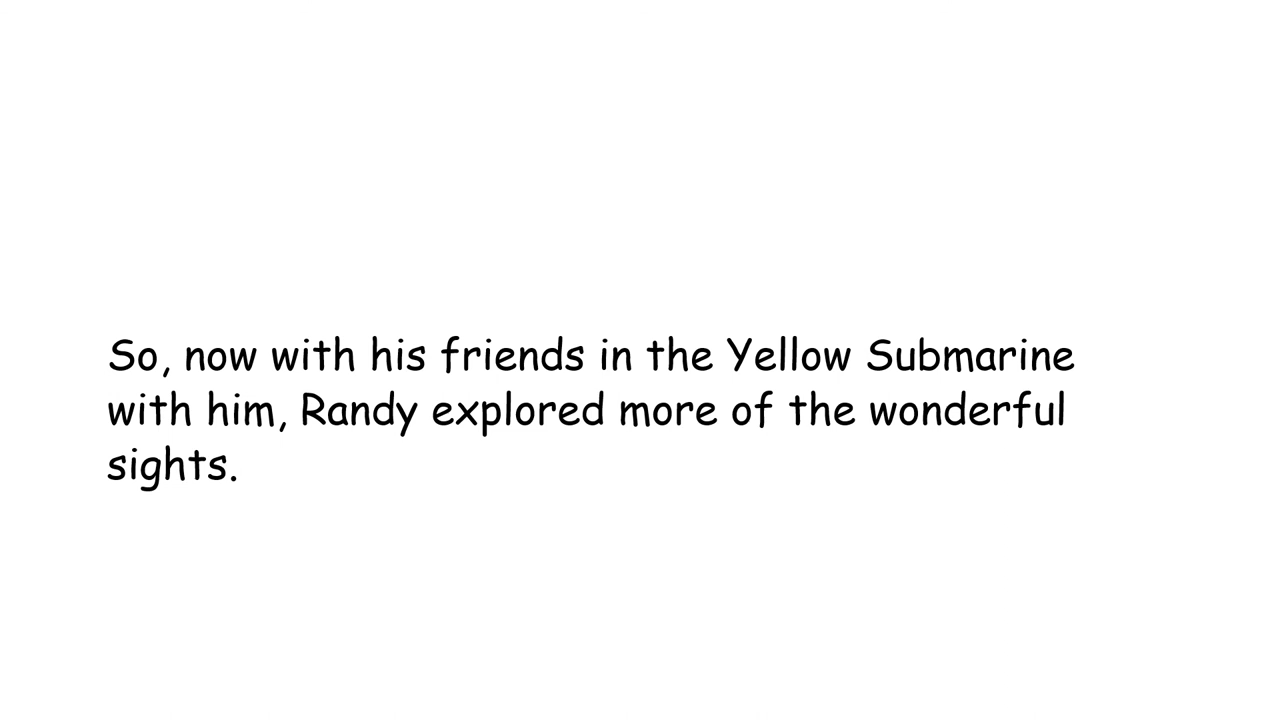 So, now with his friends in the Yellow Submarine
with him, Randy explored more of the wonderful
sights.